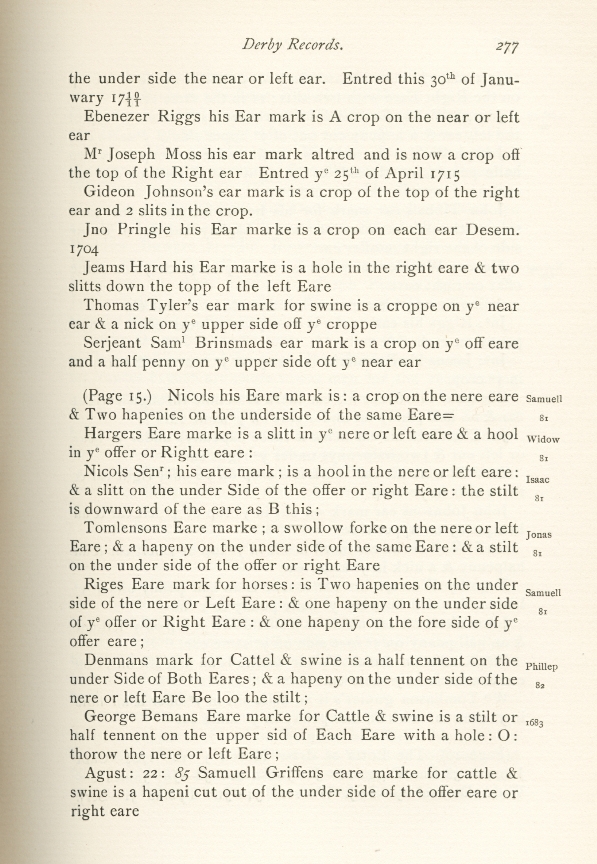 Derby Records. 277
the under side the near or left ear. Entred this 30th of Janu-
wary 17 10/11
Ebenezer Riggs his Ear mark is A crop on the near or left
ear
Mr Joseph Moss his ear mark altred and is now a crop off
the top of the Right ear Entred ye 25th of April 1715
Gideon Johnson's ear mark is a crop of the top of the right
ear and 2 slits in the crop.
Jno Pringle his Ear marke is a crop on each ear Desem.
1704
Jeams Hard his Ear marke is a hole in the right eare & two
slitts down the topp of the left Eare
Thomas Tyler's ear mark for swine is a croppe on ye near
ear & a nick on ye upper side off ye croppe
Serjeant Saml Brinsmads ear mark is a crop on ye off eare
and a half penny on ye upper side oft ye near ear
(Page 15.) Nicols his Eare mark is: a crop on the nere eare Samuell
& Two hapenies on the underside of the same Eare= 81
Hargers Eare marke is a slitt in ye nere or left eare & a hool Widow
in ye offer or Rightt eare: 81
Nicols Senr; his eare mark; is a hool in the nere or left eare: Isaac
& a slitt on the under Side of the offer or right Eare: the stilt 81
is downward of the eare as B this;
Tomlensons Eare marke; a swollow forke on the nere or left Jonas
Eare; & a hapeny on the under side of the same Eare: & a stilt 81
on the under side of the offer or right Eare
Riges Eare mark for horses: is Two hapenies on the under Samuell
side of the nere or Left Eare: & one hapeny on the under side 81
of ye offer or Right Eare: & one hapeny on the fore side of ye
offer eare;
Denmans mark for Cattel & swine is a half tennent on the Phillep
under Side of Both Eares; & a hapeny on the under side of the 82
nere or left Eare Be loo the stilt;
George Bemans Eare marke for Cattle & swine is a stilt or 1683
half tennent on the upper sid of Each Eare with a hole: O:
thorow the nere or left Eare;
Agust: 22: 85 Samuell Griffens eare marke for cattle &
swine is a hapeni cut out of the under side of the offer eare or
right eare